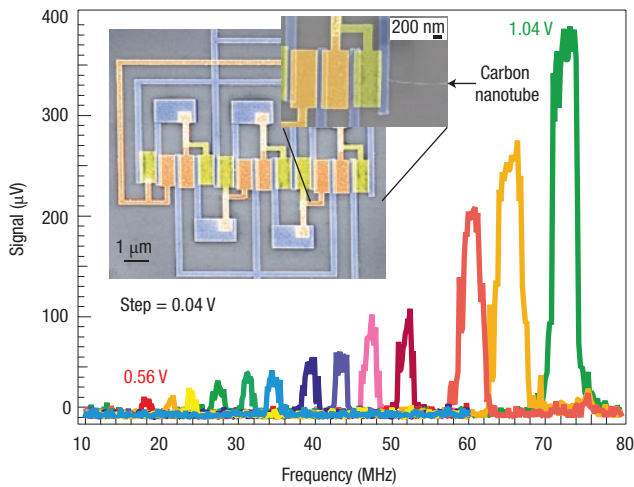 400 μV
300
200
100
0
Signal (μV)
10
20
30
40
50
60
70
80
Frequency (MHz)
200 nm
1.04 V
Carbon
nanotube
1 μm
Step = 0.04 V
0.56 V